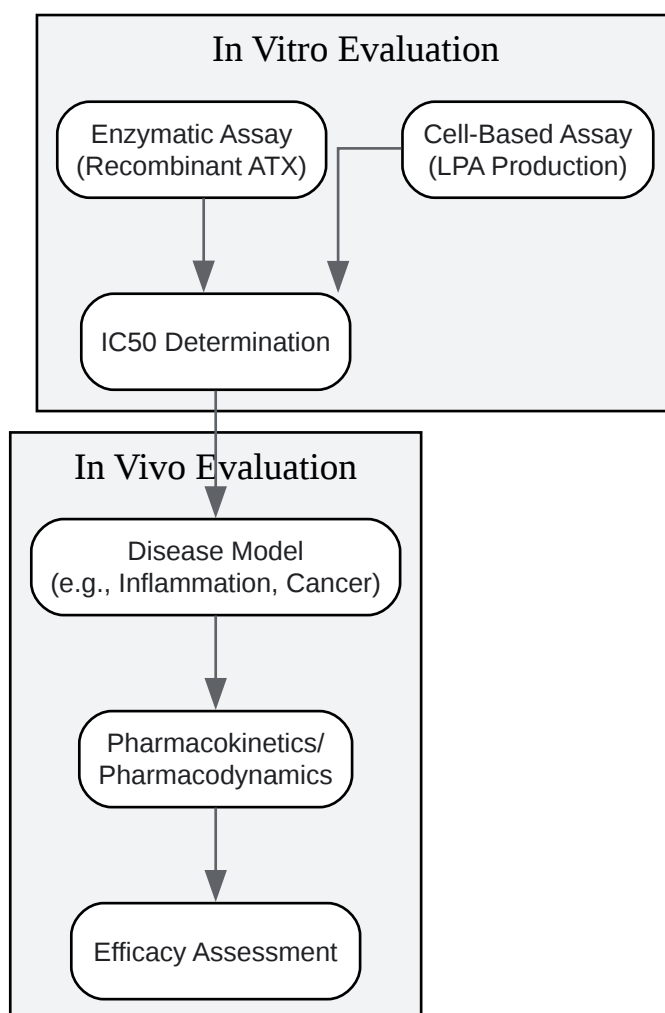 In Vitro Evaluation
Enzymatic Assay
(Recombinant ATX)
Cell-Based Assay
(LPA Production)
IC50 Determination
In Vivo Evaluation
Disease Model
(e.g., Inflammation, Cancer)
Pharmacokinetics/
Pharmacodynamics
Efficacy Assessment